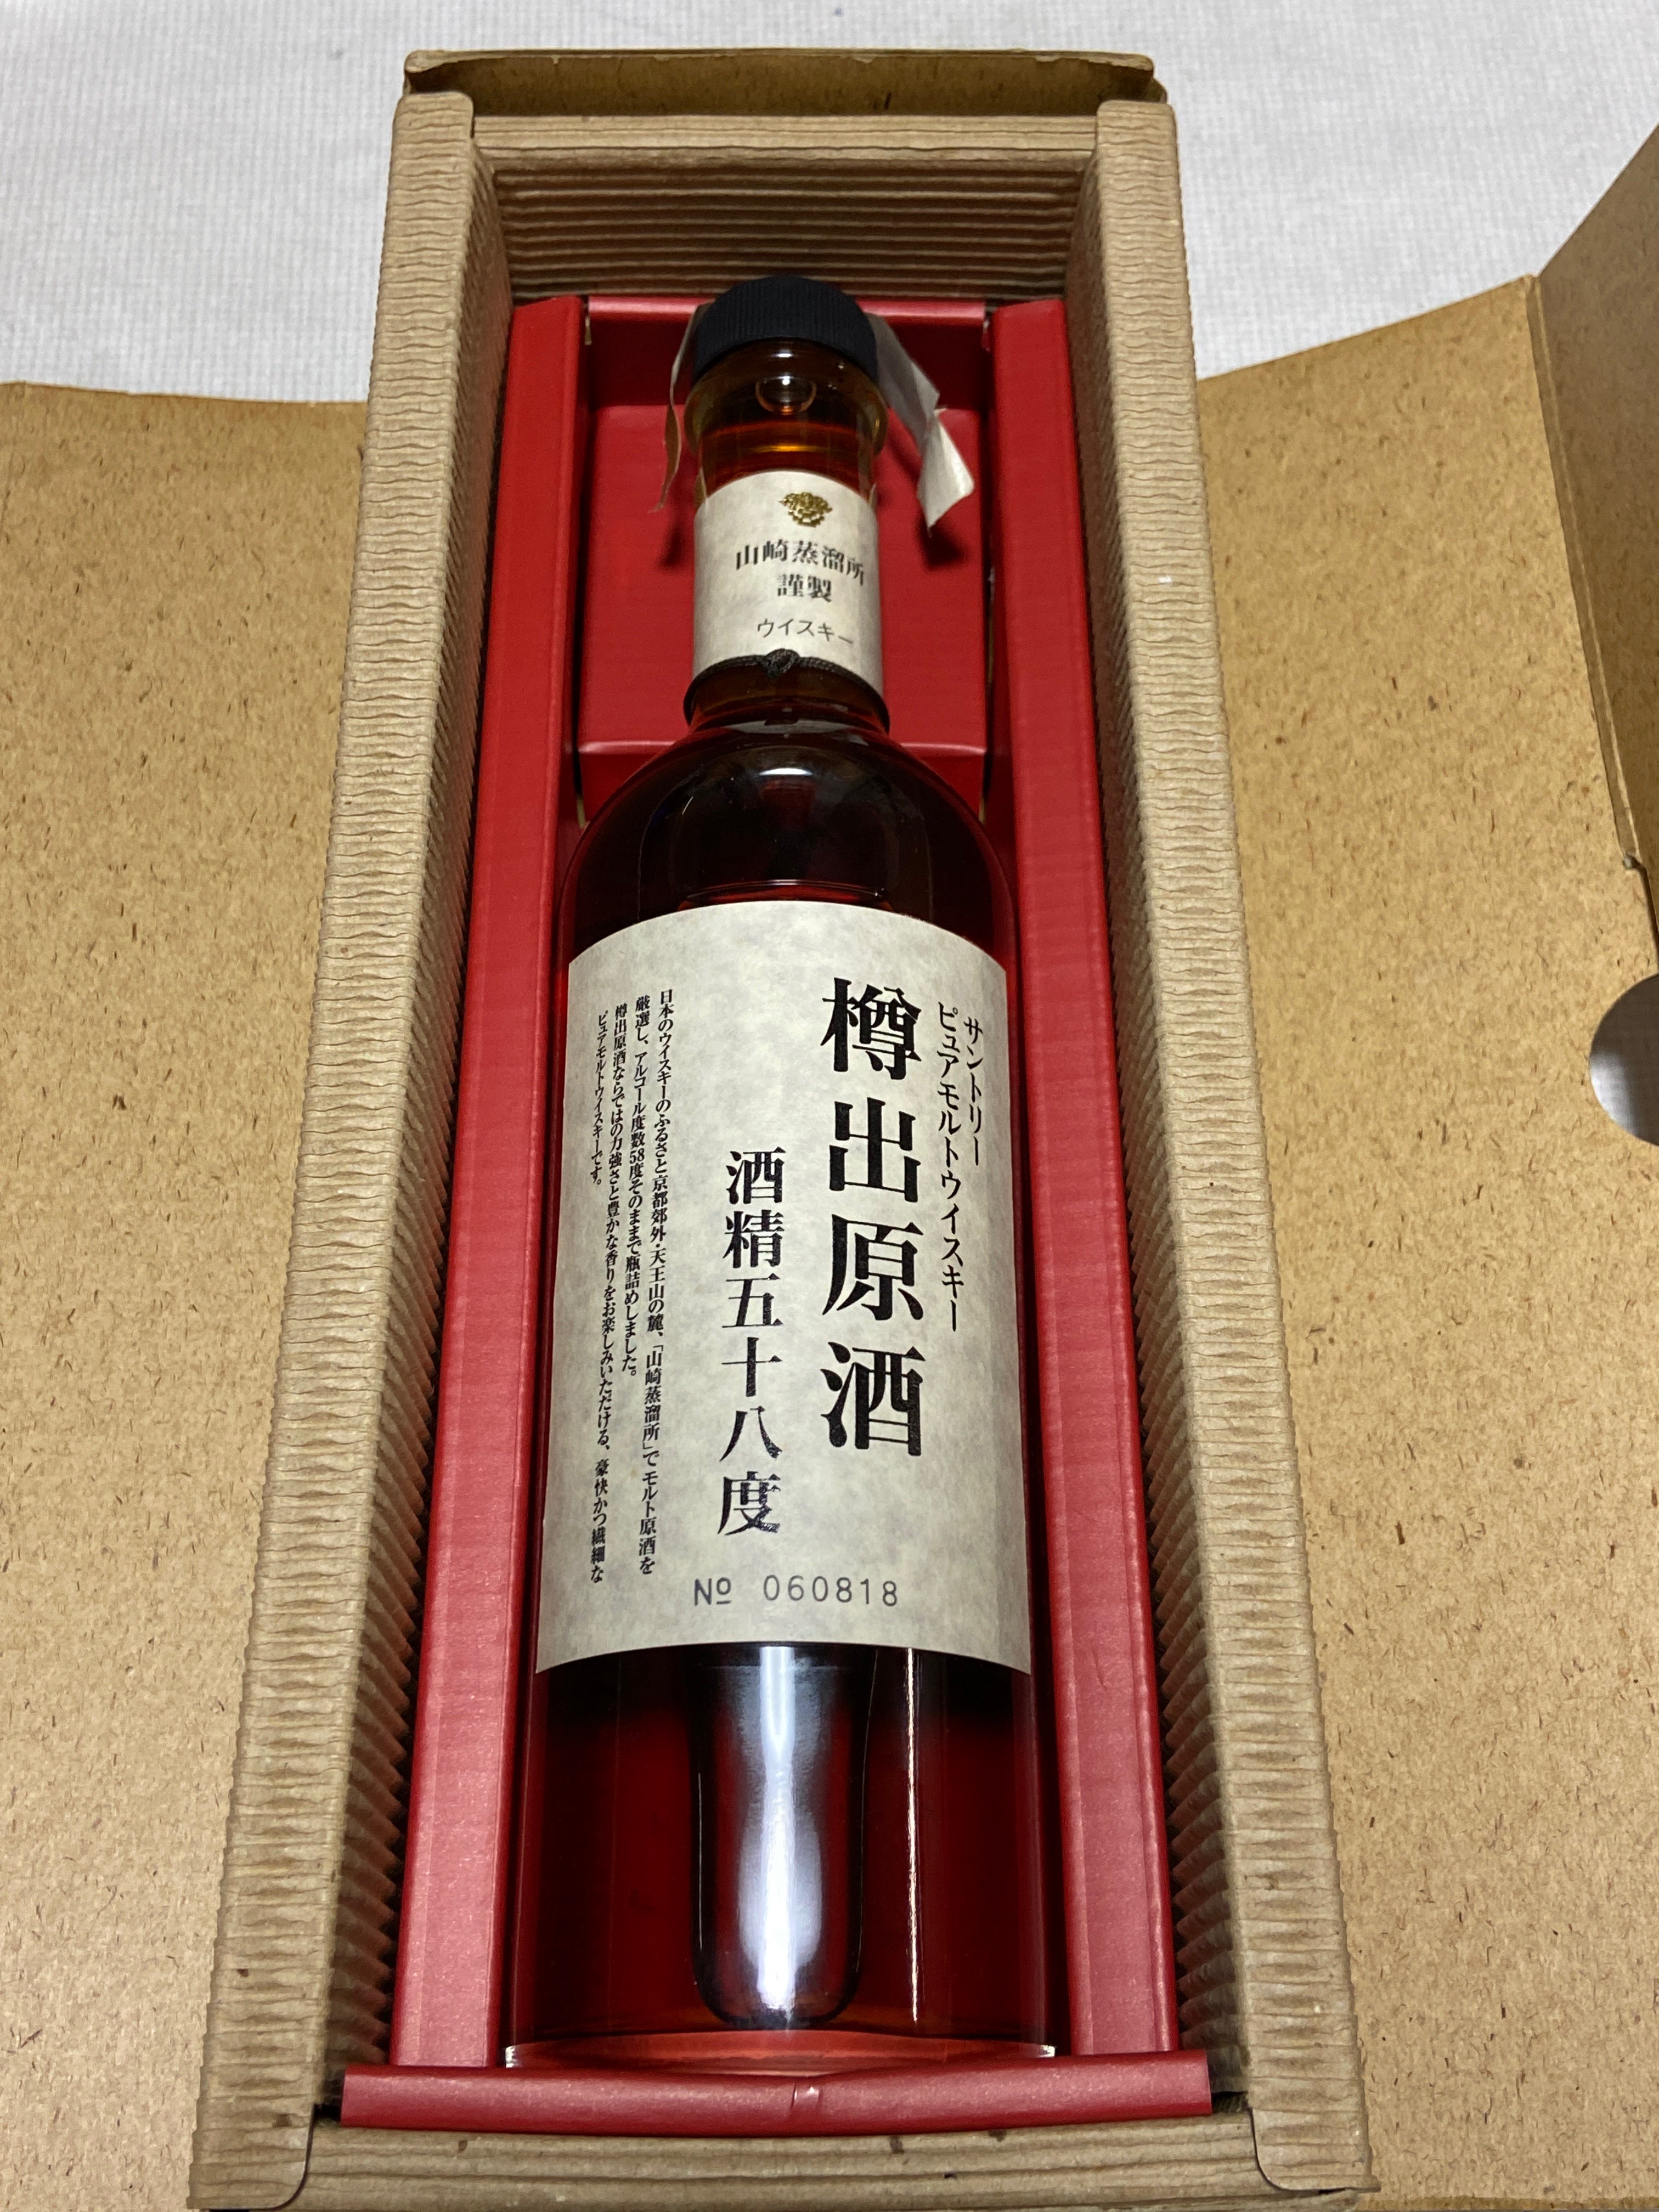 山崎蒸溜所
謹製
ウイスキー
サントリー
ピュアモルトウイスキー
樽出原酒
酒精五十八度
日本のウイスキーのふるさと京都郊外・天王山の麓、「山崎蒸溜所」でモルト原酒を
厳選し、アルコール度数58度そのままで瓶詰めしました。
樽出原酒ならではの力強さと豊かな香りをお楽しみいただける、豪快かつ繊細な
ピュアモルトウイスキーです。
№ 060818